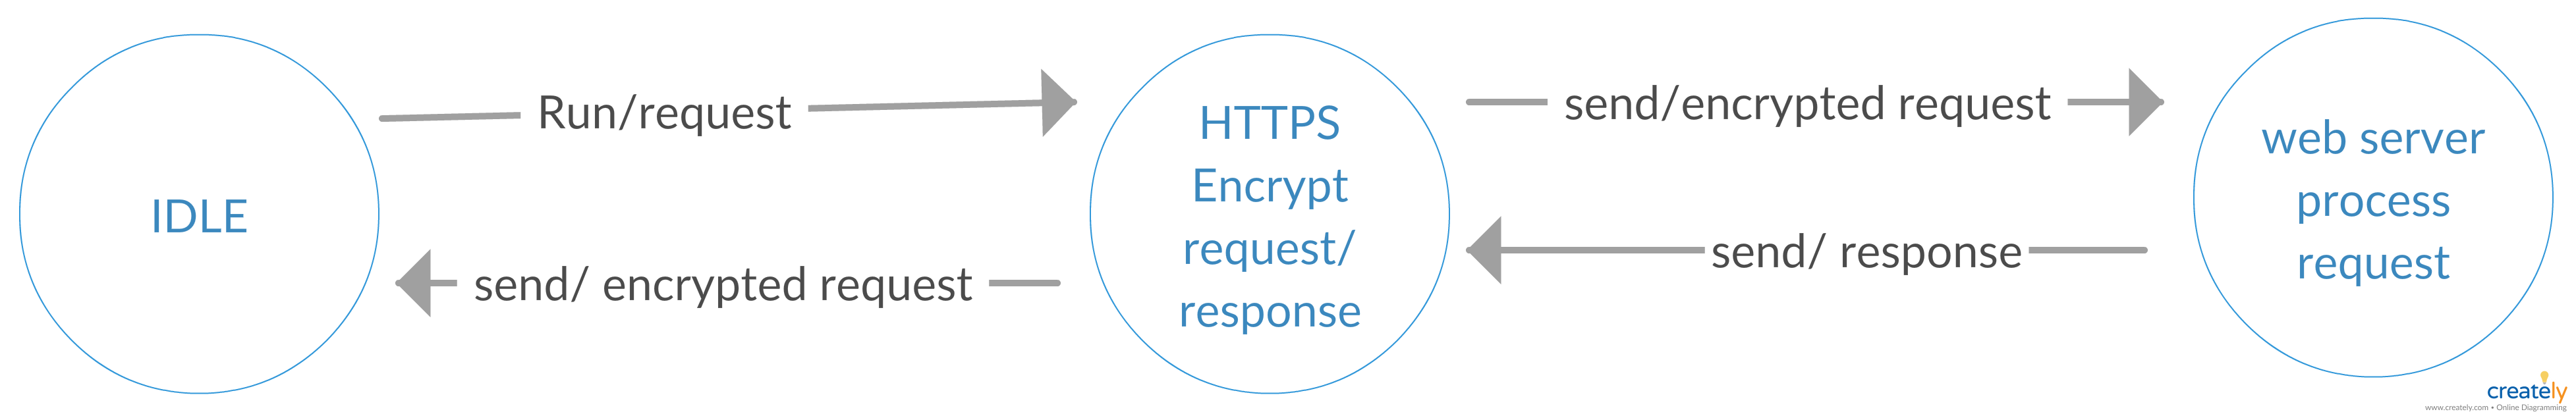 IDLE
Run/request
send/ encrypted request
HTTPS
Encrypt
request/
response
send/encrypted request
send/ response
web server
process
request
creately
www.creately.com • Online Diagramming